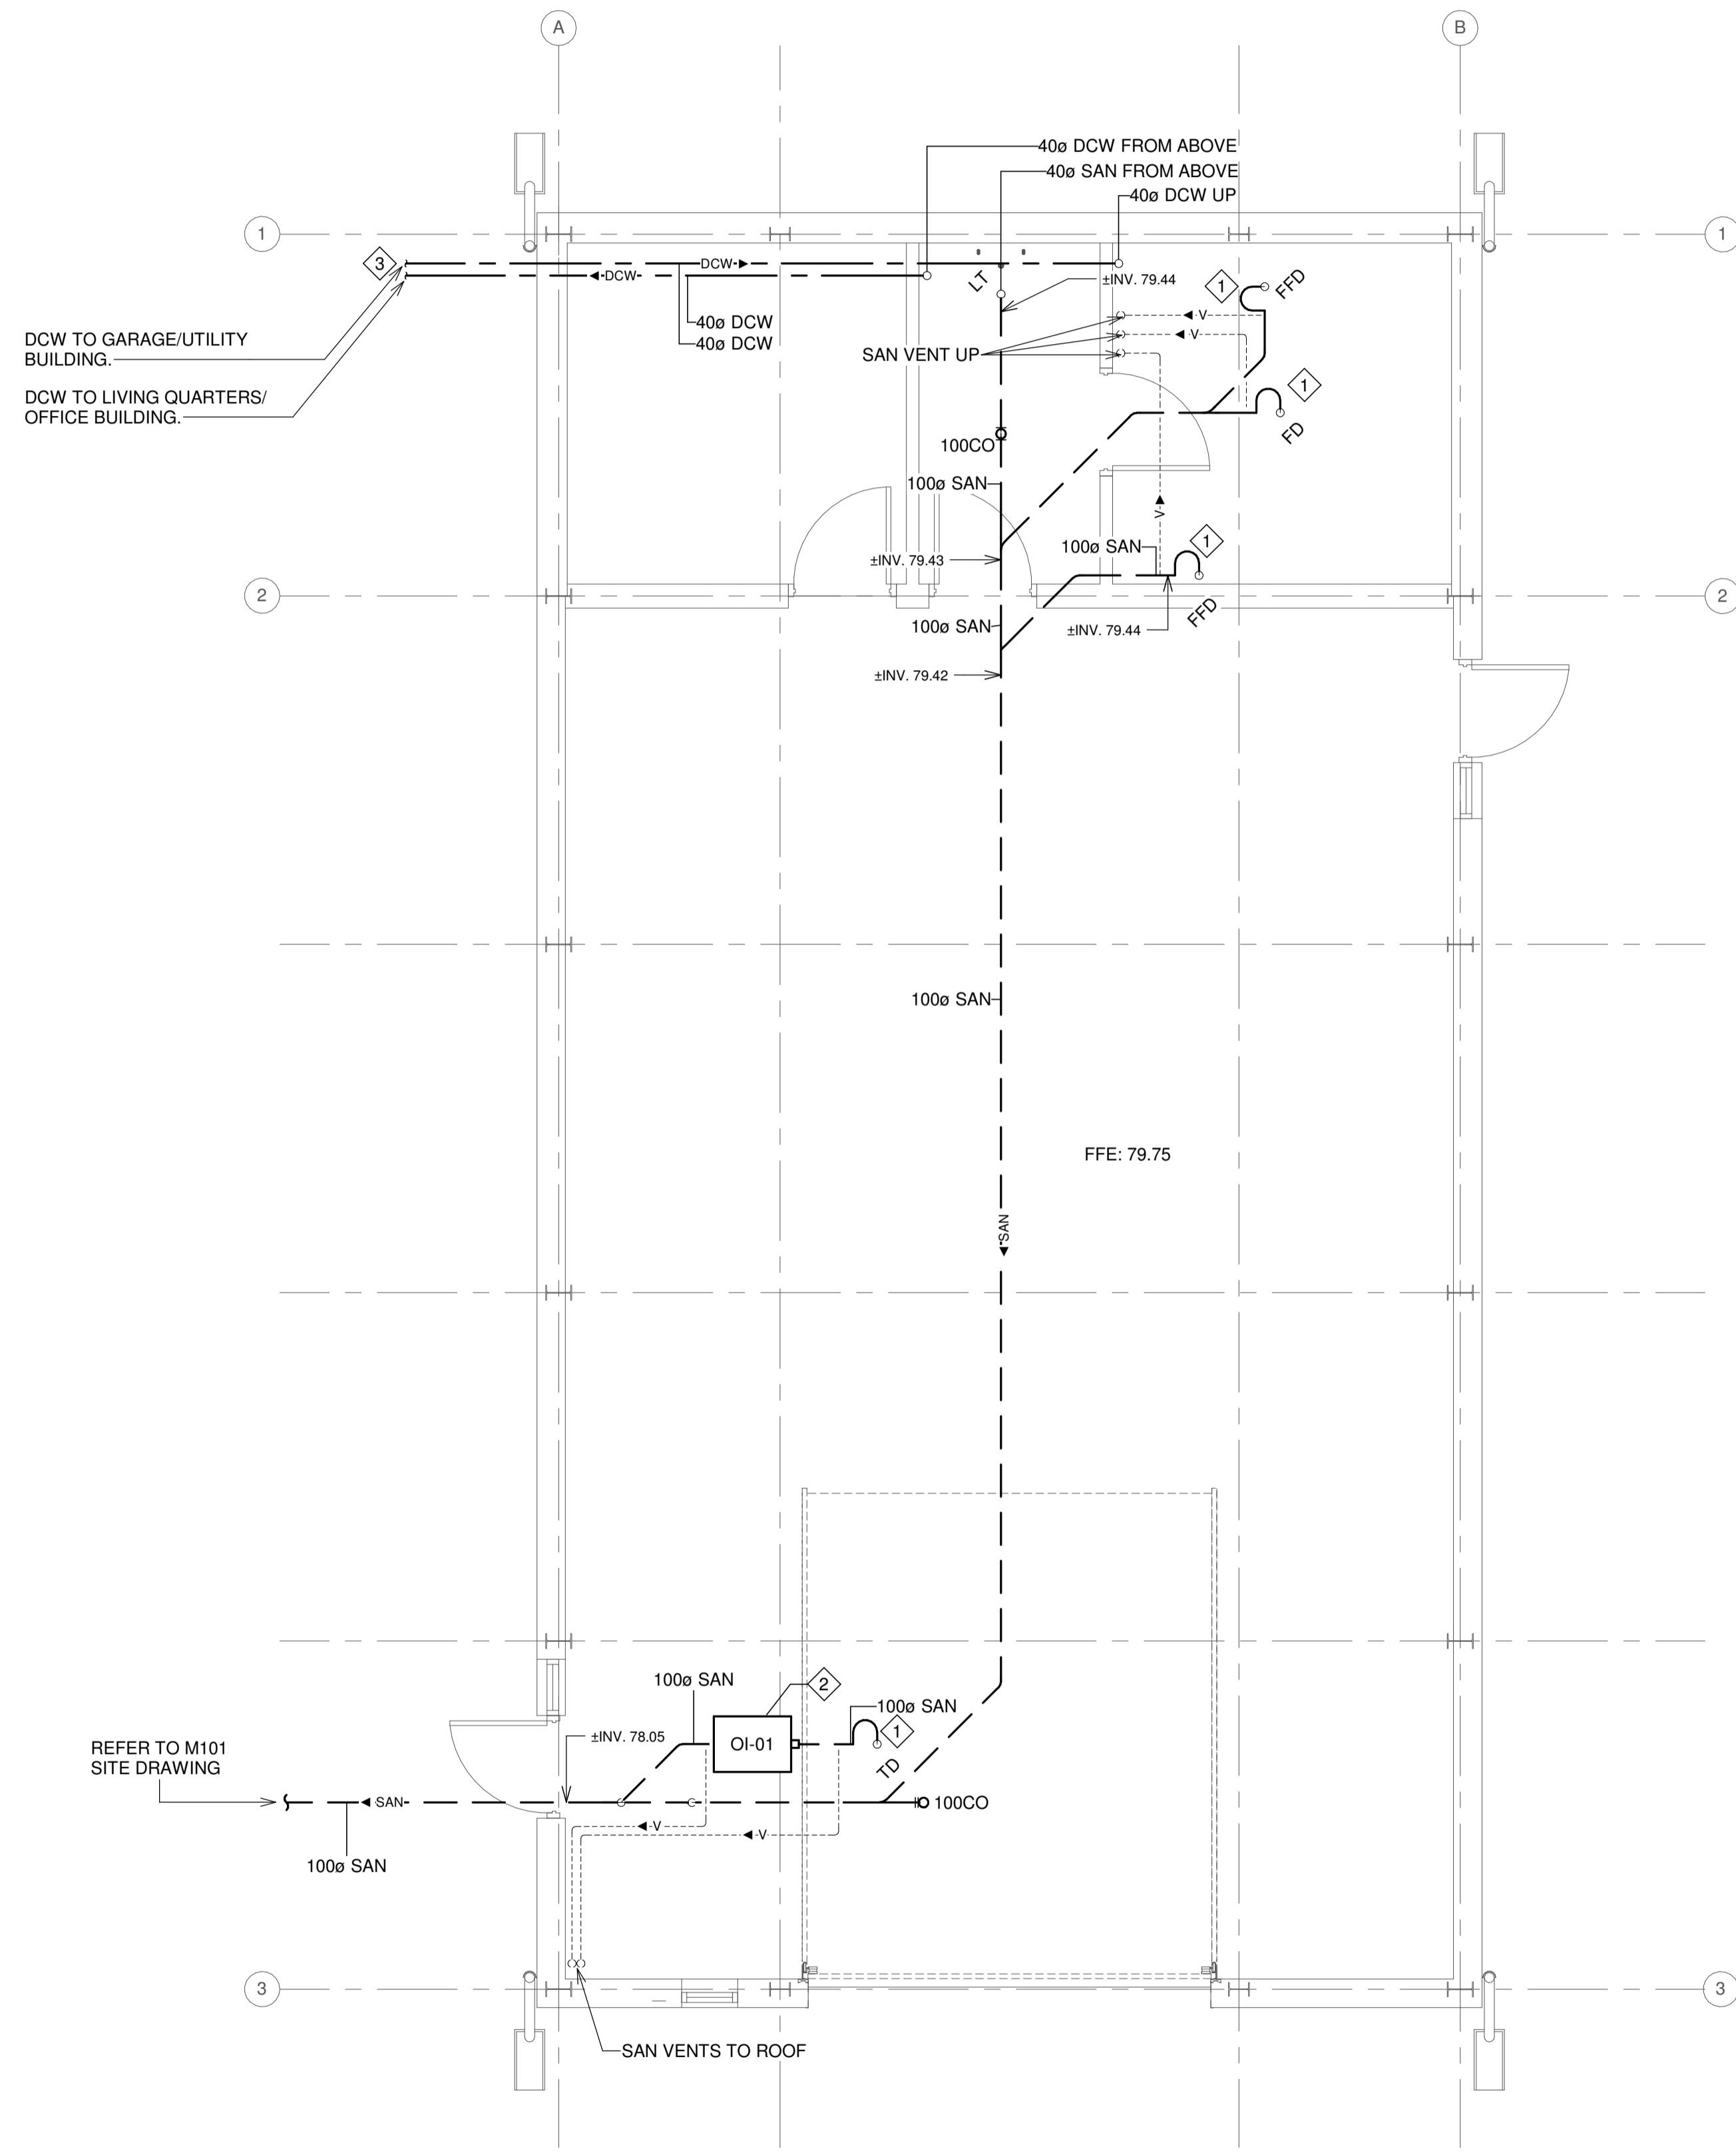 A
B
40ø DCW FROM ABOVE
40ø SAN FROM ABOVE
40ø DCW UP
1
1
3
DCW
DCW
LT
±INV. 79.44
1
FFD
V
V
40ø DCW
40ø DCW
DCW TO GARAGE/UTILITY
BUILDING.
SAN VENT UP
DCW TO LIVING QUARTERS/
OFFICE BUILDING.
1
FD
100CO
100ø SAN
V
±INV. 79.43
100ø SAN
1
2
2
FFD
100ø SAN
±INV. 79.44
±INV. 79.42
100ø SAN
FFE: 79.75
SAN
100ø SAN
2
100ø SAN
±INV. 78.05
OI-01
1
TD
REFER TO M101
SITE DRAWING
SAN
100CO
V
V
100ø SAN
3
3
SAN VENTS TO ROOF